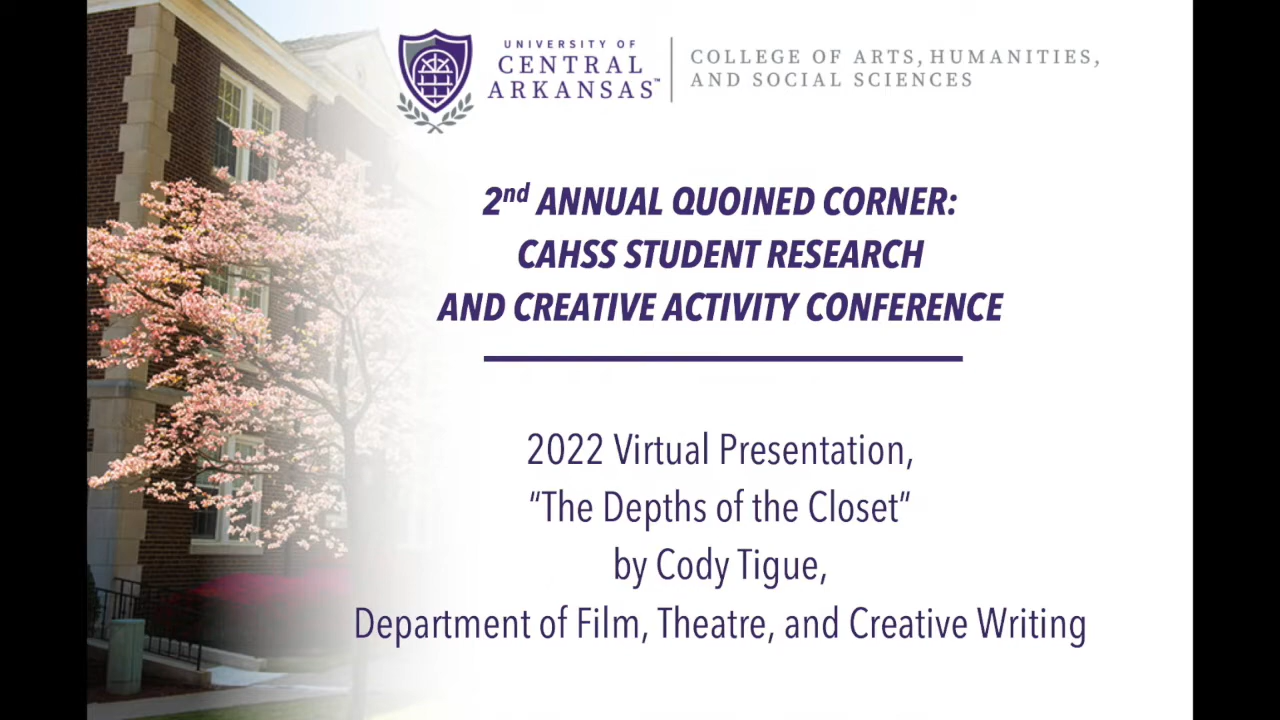 UNIVERSITY OF
CENTRAL
ARKANSAS™
COLLEGE OF ARTS, HUMANITIES,
AND SOCIAL SCIENCES
2nd ANNUAL QUOINED CORNER:
CAHSS STUDENT RESEARCH
AND CREATIVE ACTIVITY CONFERENCE
2022 Virtual Presentation,
"The Depths of the Closet"
by Cody Tigue,
Department of Film, Theatre, and Creative Writing